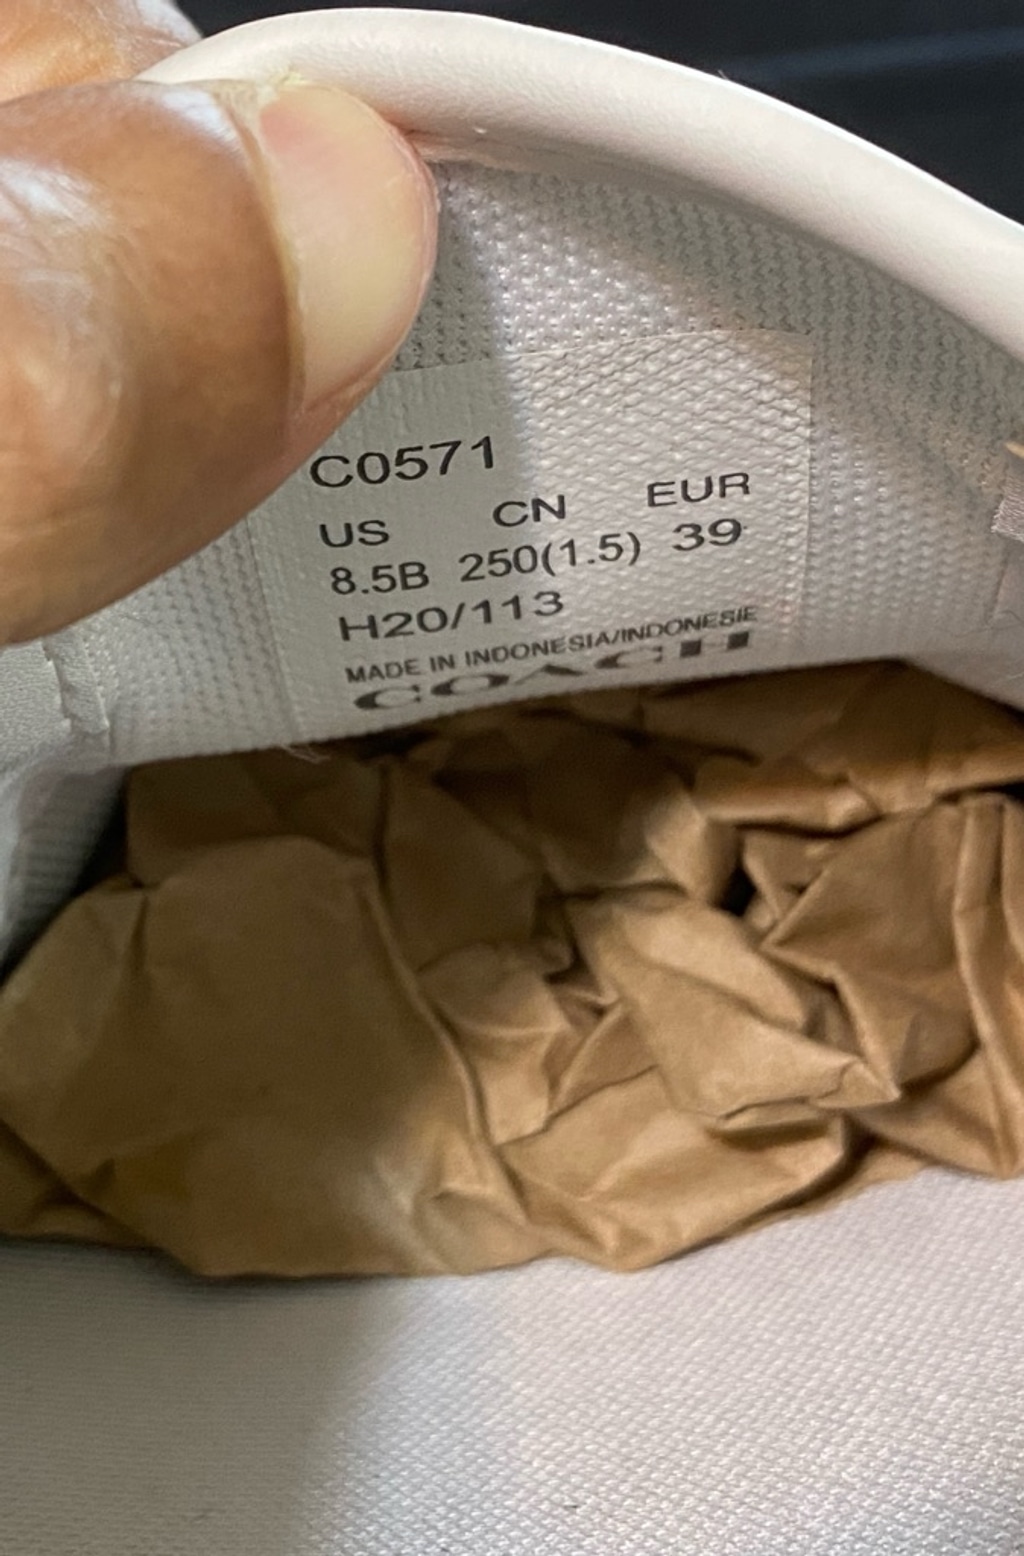 C0571
US CN EUR
8.5B 250(1.5) 39
H20/113
MADE IN INDONESIA/INDONESIE
COACH